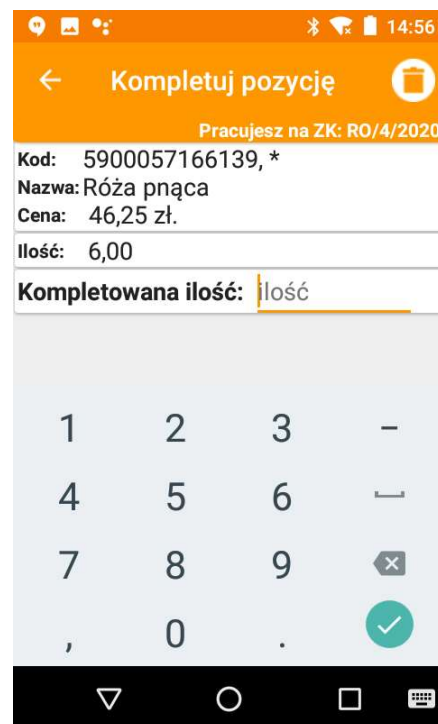 14:56
Kompletuj pozycję
Pracujesz na ZK: RO/4/2020
Kod: 5900057166139, *
Nazwa: Róża pnąca
Cena: 46,25 zł.
Ilość: 6,00
Kompletowana ilość: ilość
1 2 3 –
4 5 6
7 8 9
, 0 .